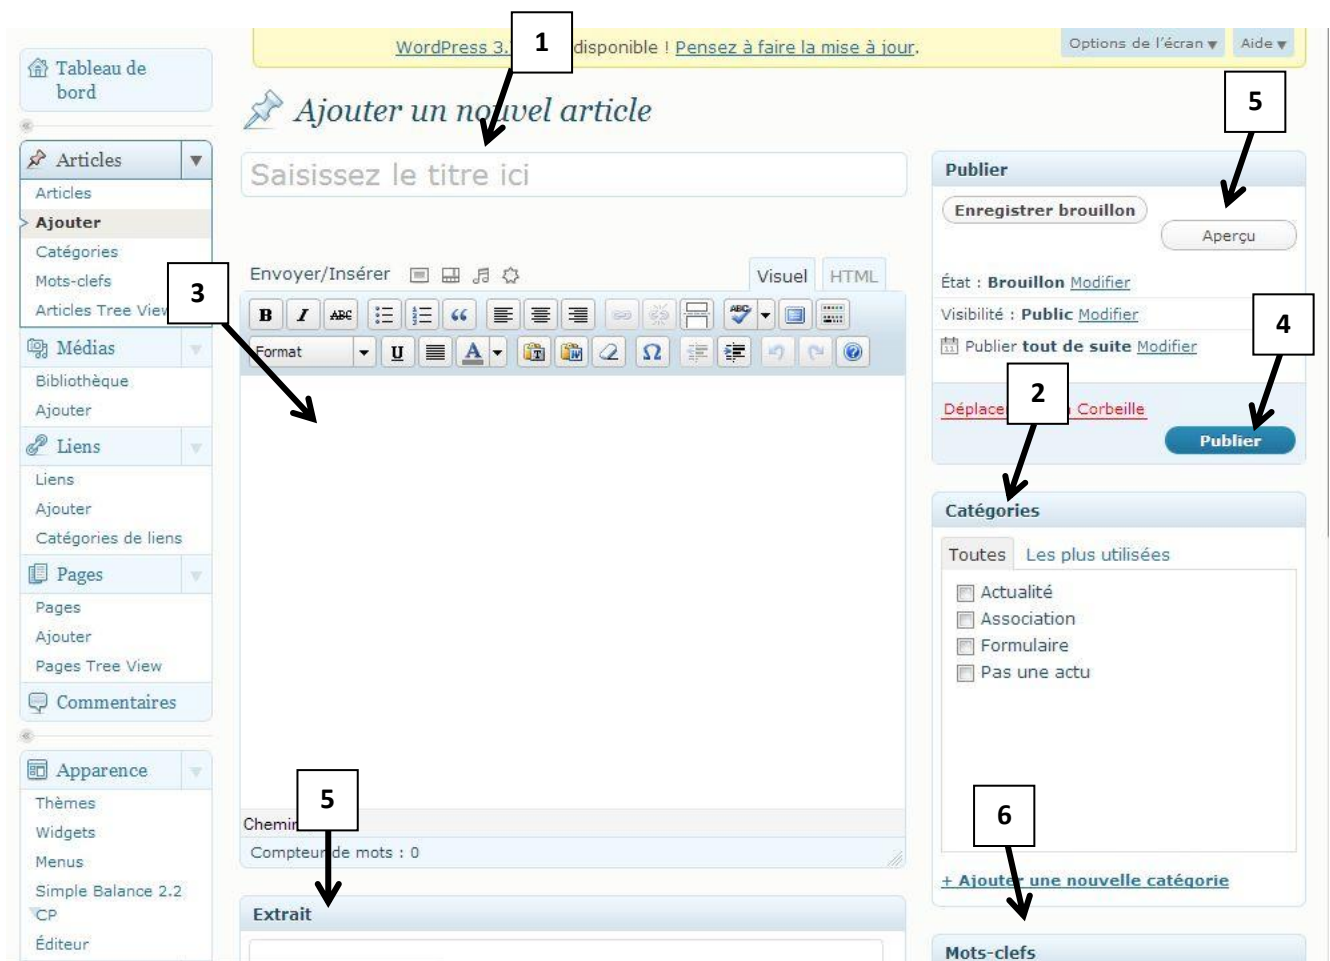 WordPress 3. disponible ! Pensez à faire la mise à jour.
Options de l'écran
Aide
1
Tableau de
bord
Articles
Articles
Ajouter
Catégories
Mots-clefs
Articles Tree View
Médias
Bibliothèque
Ajouter
Liens
Liens
Ajouter
Catégories de liens
Pages
Pages
Ajouter
Pages Tree View
Commentaires
Apparence
Thèmes
Widgets
Menus
Simple Balance 2.2
CP
Éditeur
Ajouter un nouvel article
Saisissez le titre ici
3
Envoyer/Insérer
Visuel
HTML
B I ABC ABC
Format
U A T W Ω
Chemin
5
Compteur de mots : 0
Extrait
5
Publier
Enregistrer brouillon
Aperçu
État : Brouillon Modifier
Visibilité : Public Modifier
11 Publier tout de suite Modifier
4
2
Déplacer Corbeille
Publier
Catégories
Toutes Les plus utilisées
Actualité
Association
Formulaire
Pas une actu
6
+ Ajouter une nouvelle catégorie
Mots-clefs